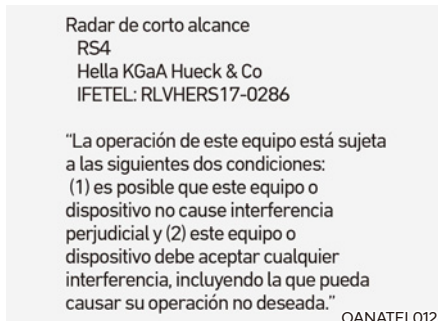 Radar de corto alcance
RS4
Hella KGaA Hueck & Co
IFETEL: RLVHERS17-0286
“La operación de este equipo está sujeta
a las siguientes dos condiciones:
(1) es posible que este equipo o
dispositivo no cause interferencia
perjudicial y (2) este equipo o
dispositivo debe aceptar cualquier
interferencia, incluyendo la que pueda
causar su operación no deseada.”
OANATEL012